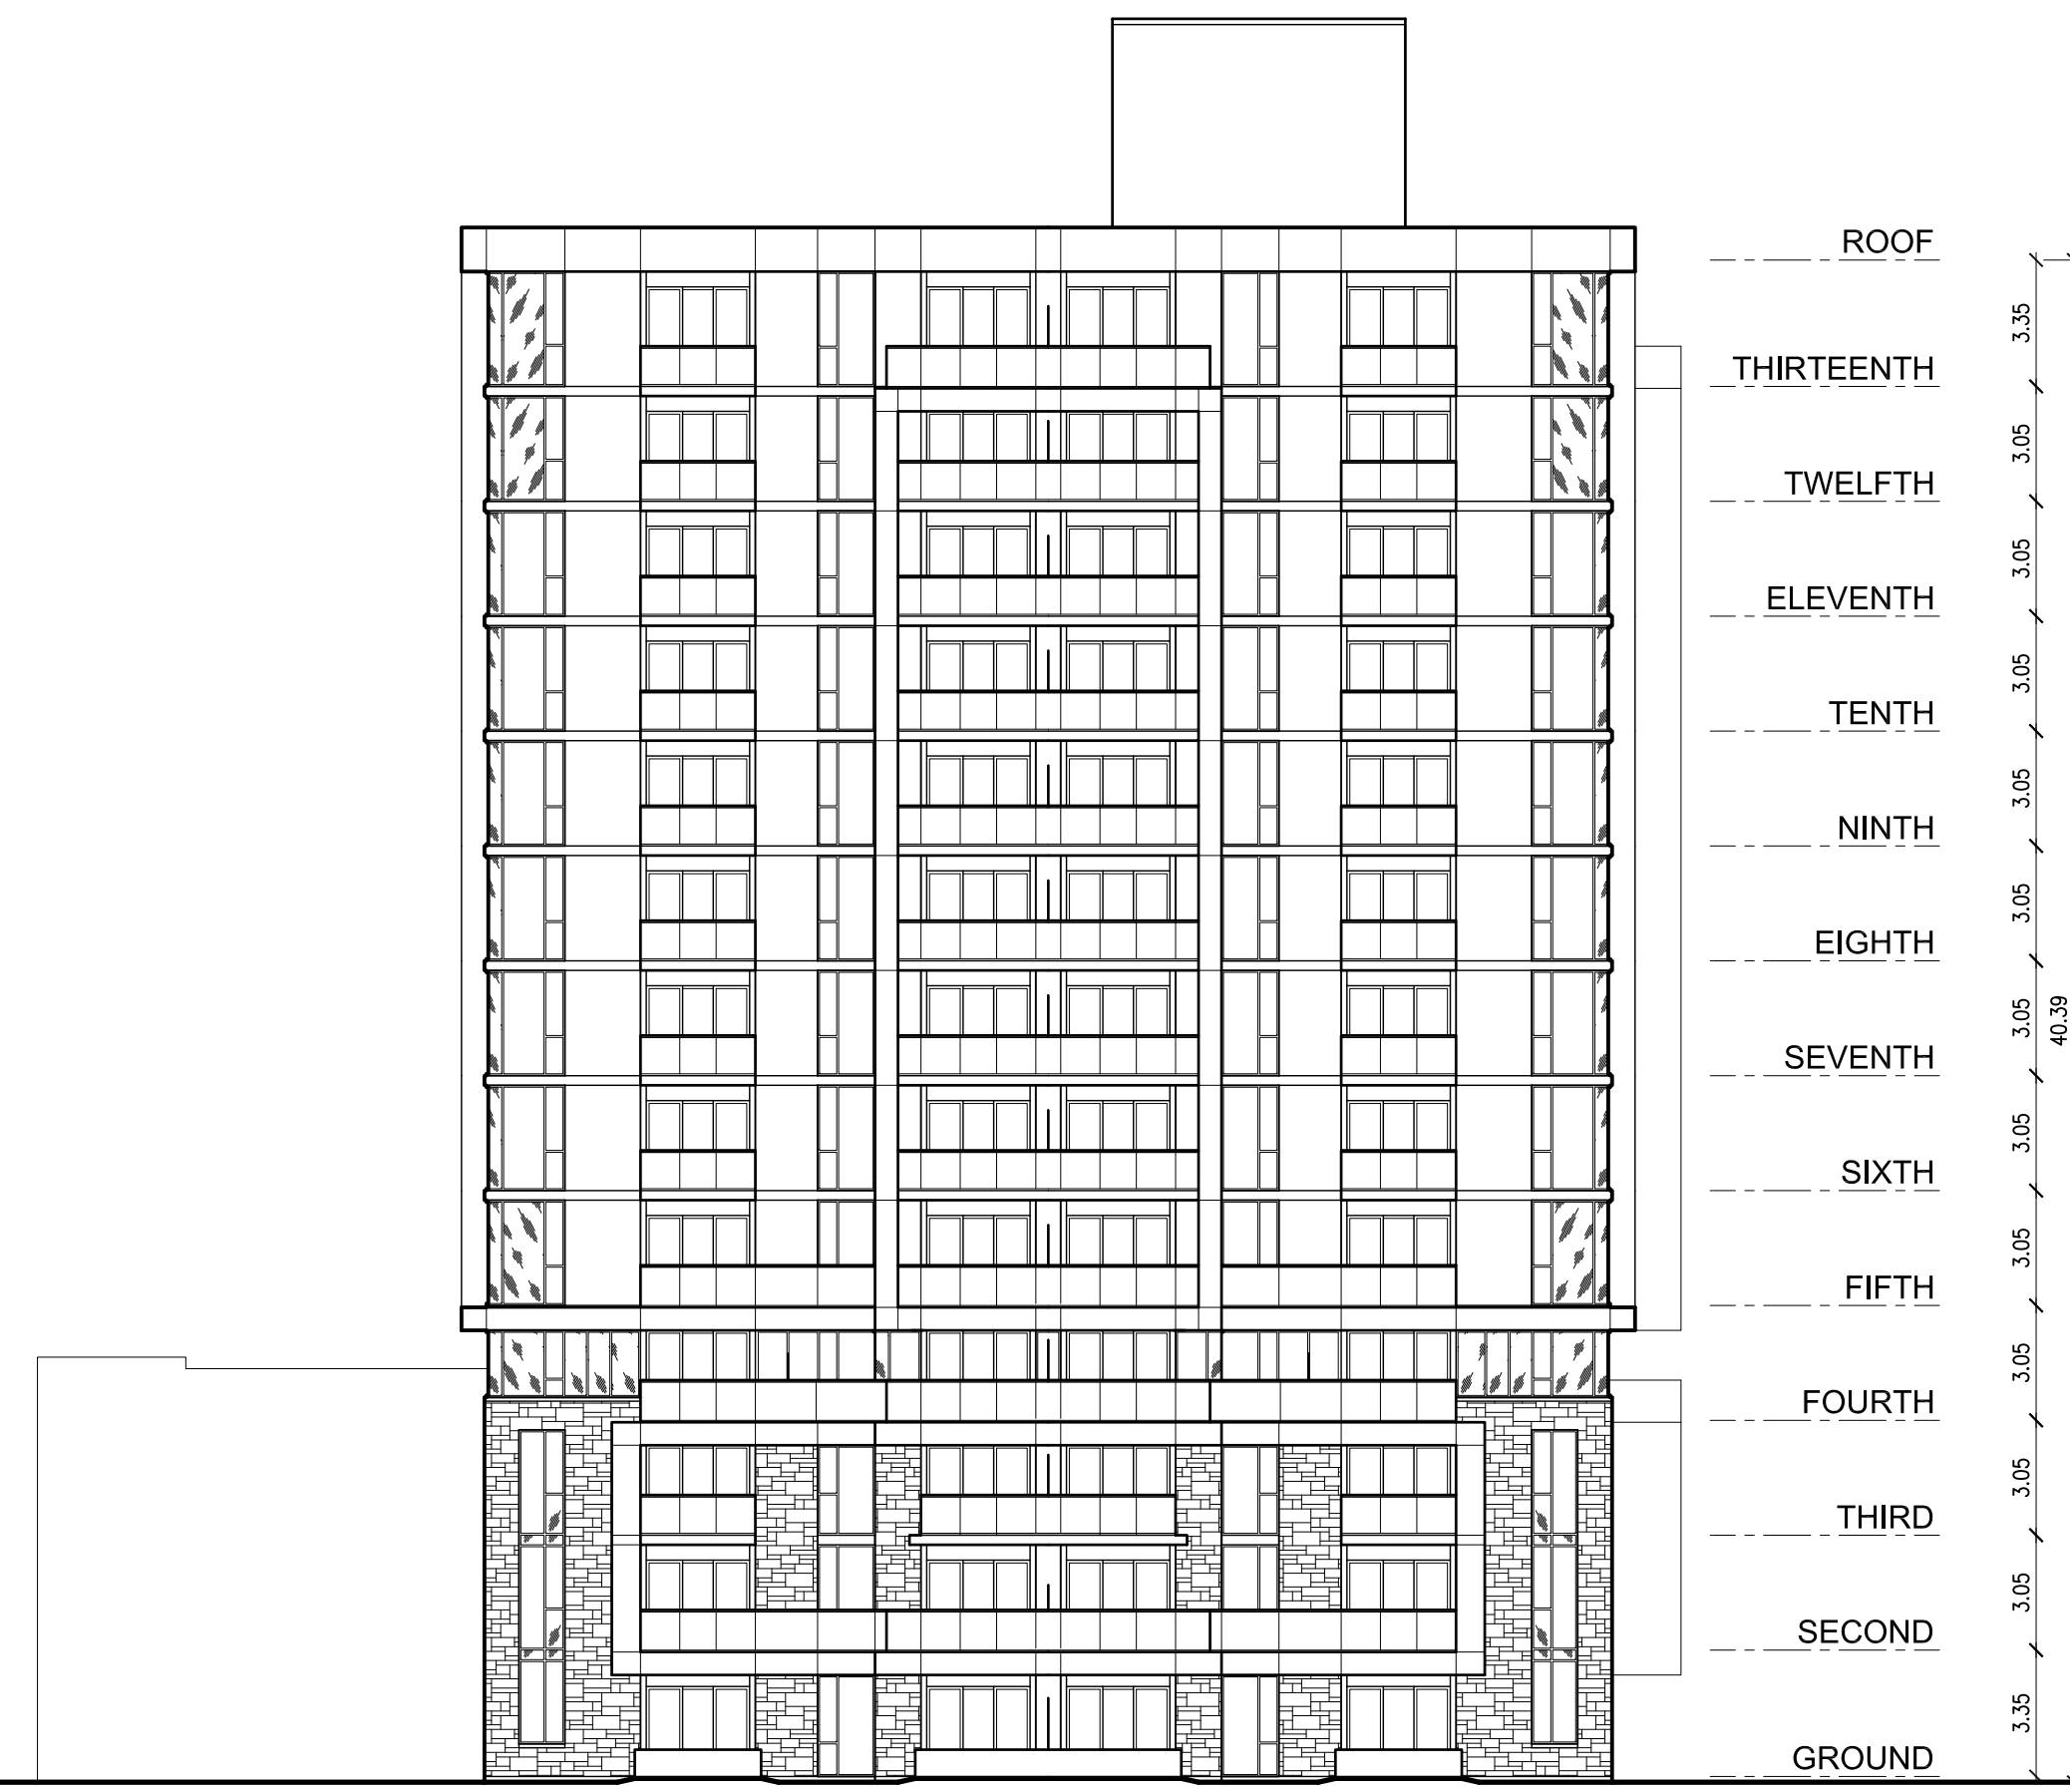 ROOF
3.35
THIRTEENTH
3.05
TWELFTH
3.05
ELEVENTH
3.05
TENTH
3.05
NINTH
3.05
EIGHTH
3.05
40.39
SEVENTH
3.05
SIXTH
3.05
FIFTH
3.05
FOURTH
3.05
THIRD
3.05
SECOND
3.35
GROUND